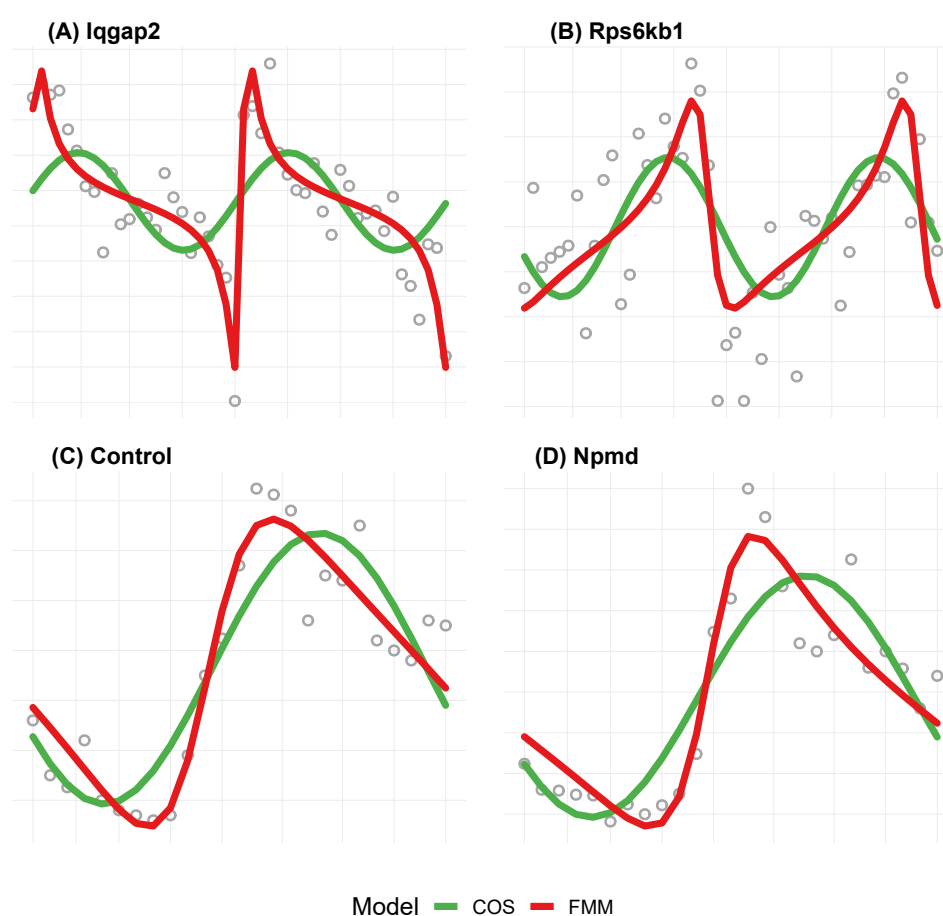 (A) Iqgap2
(B) Rps6kb1
(C) Control
(D) Npmd
Model COS FMM